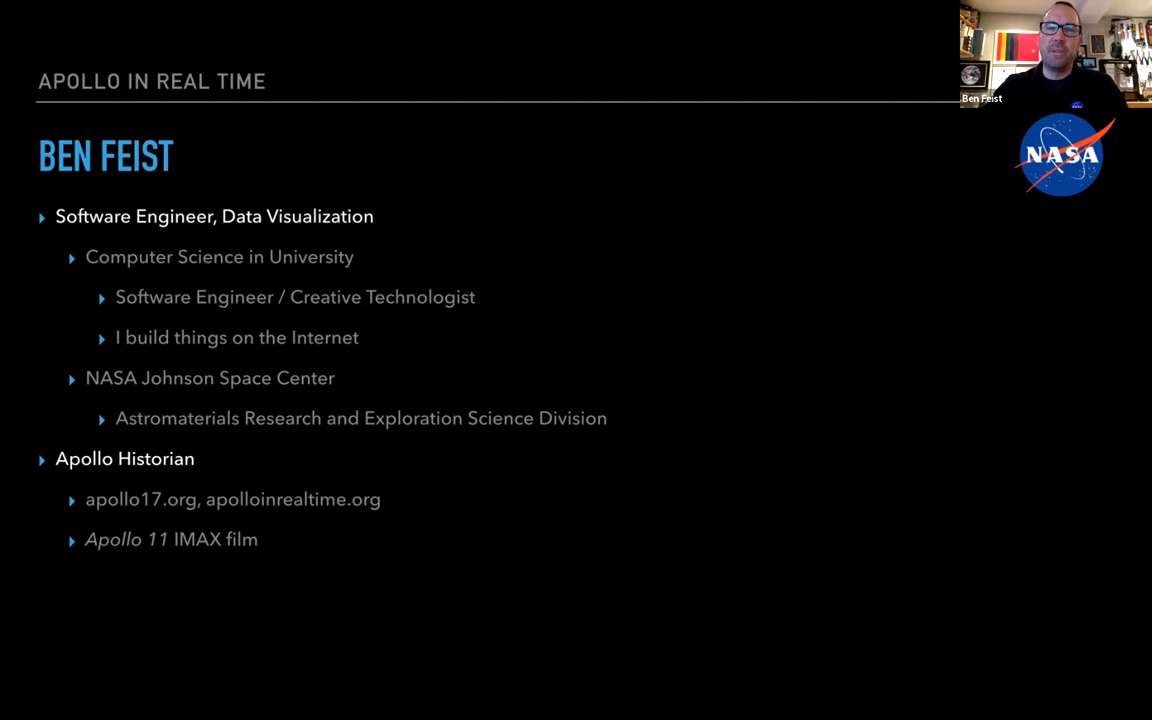 APOLLO IN REAL TIME
Ben Feist
NASA
BEN FEIST
Software Engineer, Data Visualization
Computer Science in University
Software Engineer / Creative Technologist
I build things on the Internet
NASA Johnson Space Center
Astromaterials Research and Exploration Science Division
Apollo Historian
apollo17.org, apolloinrealtime.org
Apollo 11 IMAX film